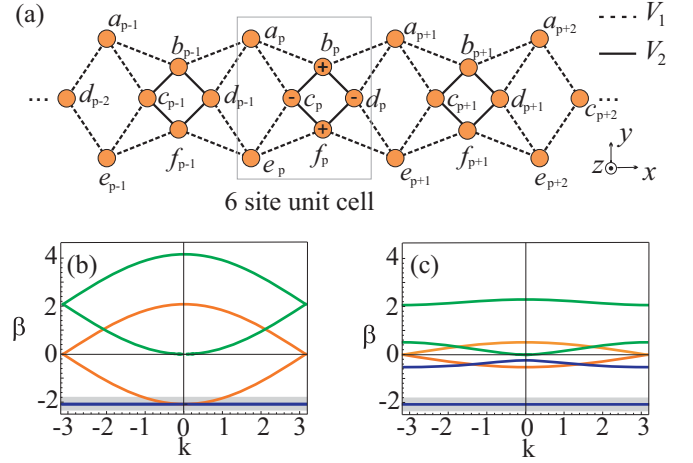 (a)
a_{p-1} b_{p-1} a_p b_p a_{p+1} b_{p+1} a_{p+2} V_1
V_2
... d_{p-2} c_{p-1} d_{p-1} c_p d_p c_{p+1} d_{p+1} c_{p+2} ...
+ - - +
e_{p-1} f_{p-1} e_p f_p e_{p+1} f_{p+1} e_{p+2}
y
z x
6 site unit cell
(b)
4
2
β
0
-2
-3 -2 -1 0 1 2 3
k
(c)
4
2
β
0
-2
-3 -2 -1 0 1 2 3
k